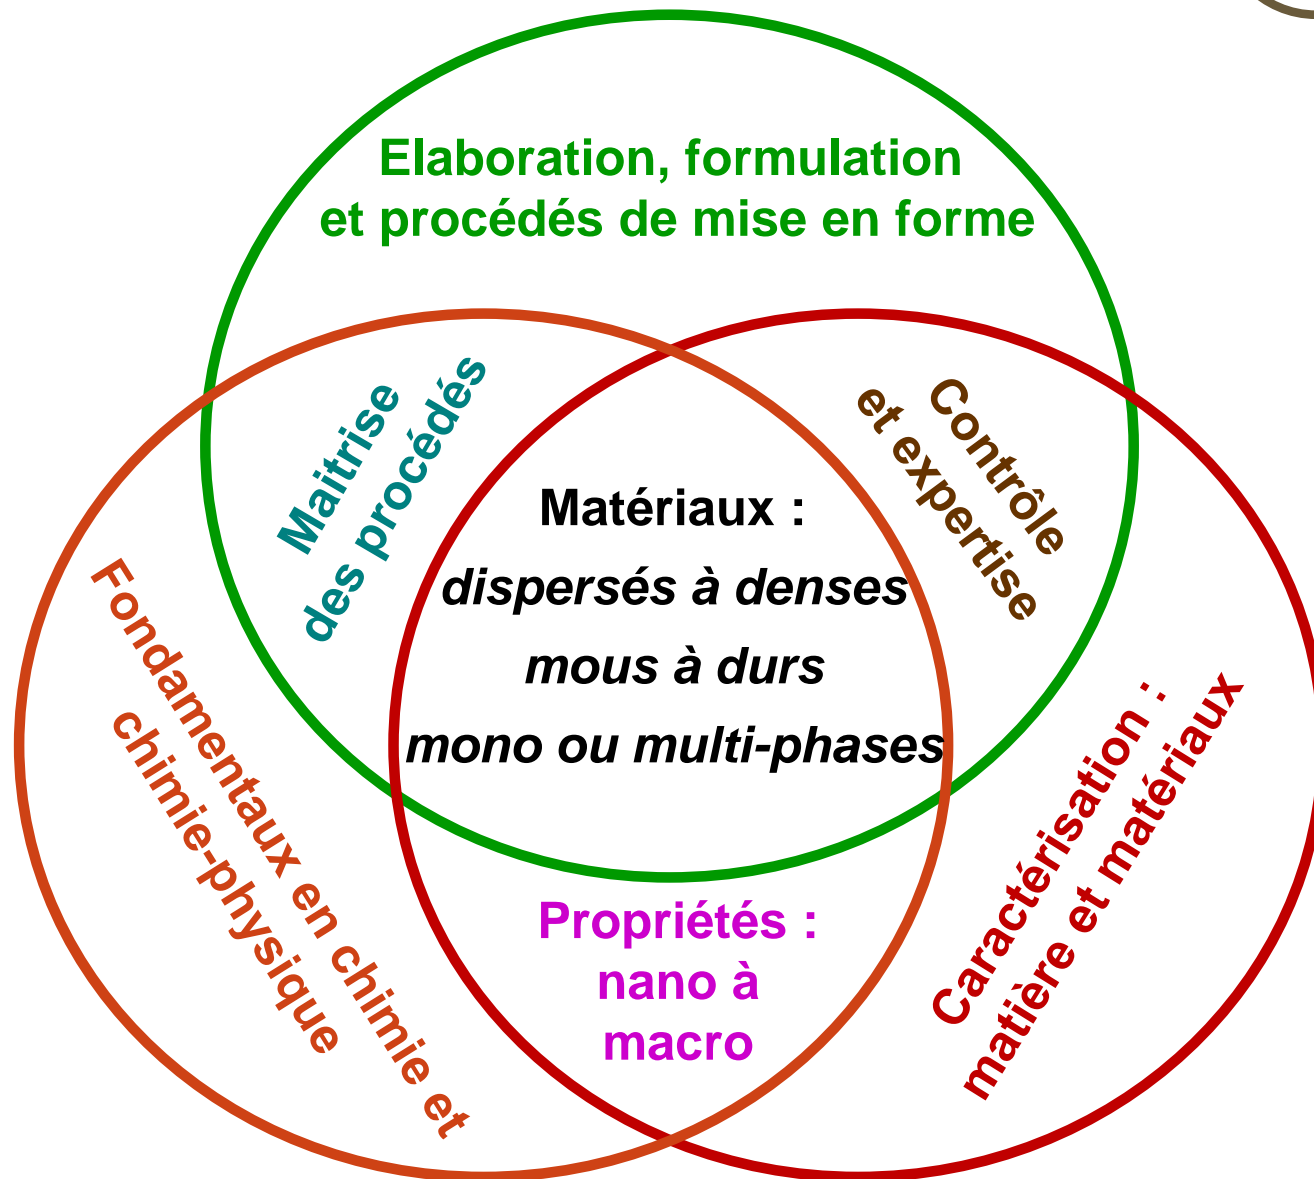 Elaboration, formulation
et procédés de mise en forme
Maitrise
des procédés
Contrôle
et expertise
Matériaux :
dispersés à denses
mous à durs
mono ou multi-phases
Fondamentaux en chimie et
chimie-physique
Caractérisation :
matière et matériaux
Propriétés :
nano à
macro